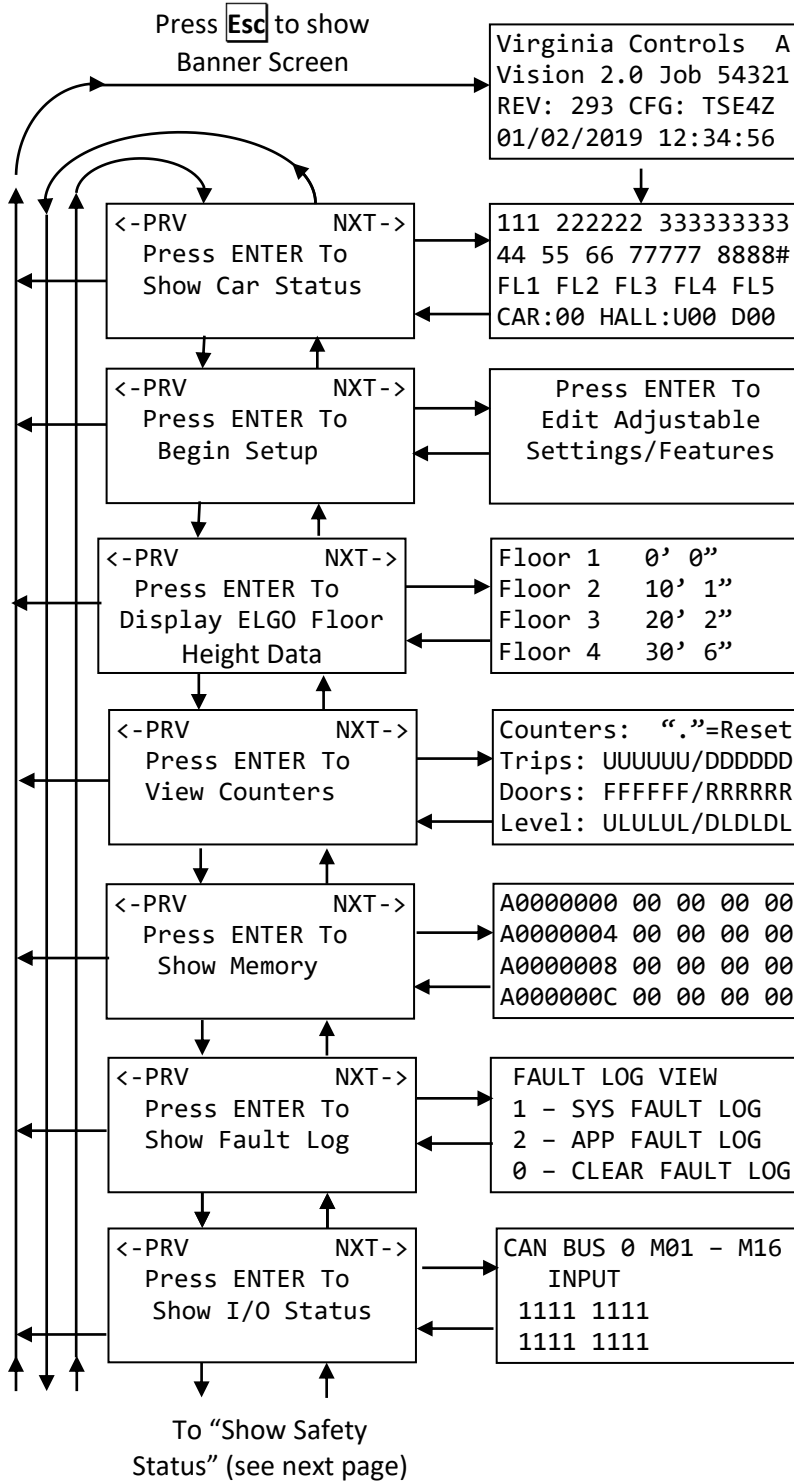 Press Esc to show
Banner Screen
Virginia Controls A
Vision 2.0 Job 54321
REV: 293 CFG: TSE4Z
01/02/2019 12:34:56
<-PRV NXT->
Press ENTER To
Show Car Status
111 222222 333333333
44 55 66 77777 8888#
FL1 FL2 FL3 FL4 FL5
CAR:00 HALL:U00 D00
<-PRV NXT->
Press ENTER To
Begin Setup
Press ENTER To
Edit Adjustable
Settings/Features
<-PRV NXT->
Press ENTER To
Display ELGO Floor
Height Data
Floor 1 0’ 0”
Floor 2 10’ 1”
Floor 3 20’ 2”
Floor 4 30’ 6”
<-PRV NXT->
Press ENTER To
View Counters
Counters: “.”=Reset
Trips: UUUUUU/DDDDDD
Doors: FFFFFF/RRRRRR
Level: ULULUL/DLDLDL
<-PRV NXT->
Press ENTER To
Show Memory
A0000000 00 00 00 00
A0000004 00 00 00 00
A0000008 00 00 00 00
A000000C 00 00 00 00
<-PRV NXT->
Press ENTER To
Show Fault Log
FAULT LOG VIEW
1 – SYS FAULT LOG
2 – APP FAULT LOG
0 – CLEAR FAULT LOG
<-PRV NXT->
Press ENTER To
Show I/O Status
CAN BUS 0 M01 – M16
INPUT
1111 1111
1111 1111
To “Show Safety
Status” (see next page)